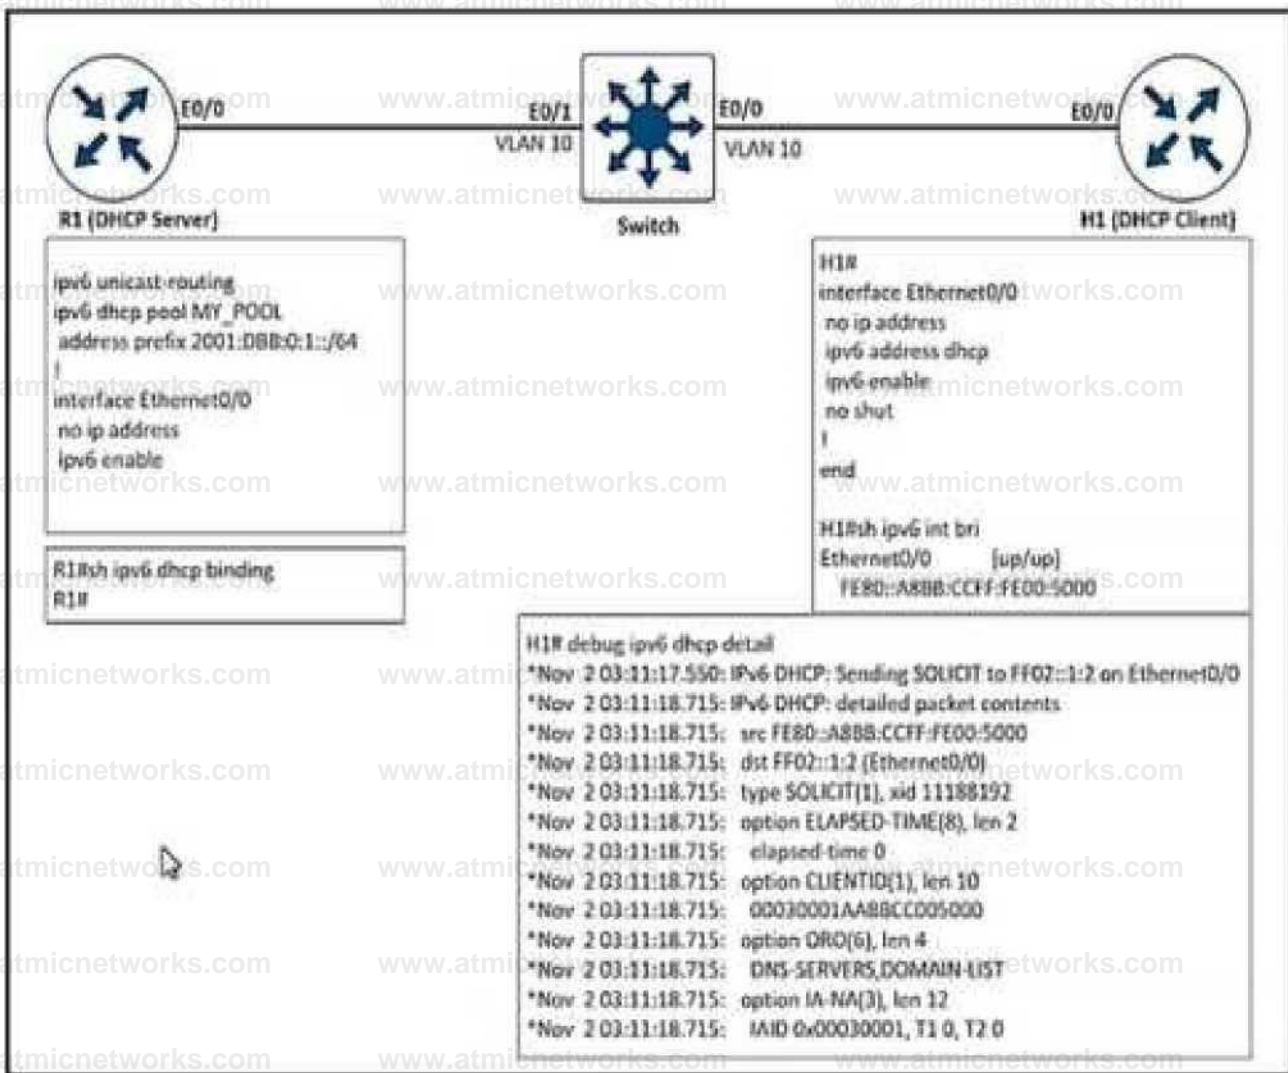 E0/0
E0/1
E0/0
E0/0
VLAN 10
VLAN 10
R1 (DHCP Server)
Switch
H1 (DHCP Client)
ipv6 unicast-routing
ipv6 dhcp pool MY_POOL
address prefix 2001:DB8:0:1::/64
!
interface Ethernet0/0
no ip address
ipv6 enable
R1#sh ipv6 dhcp binding
R1#
H1#
interface Ethernet0/0
no ip address
ipv6 address dhcp
ipv6 enable
no shut
!
end
H1#sh ipv6 int bri
Ethernet0/0 [up/up]
FE80::A8BB:CCFF:FE00:5000
H1# debug ipv6 dhcp detail
*Nov 2 03:11:17.550: IPv6 DHCP: Sending SOLICIT to FF02::1:2 on Ethernet0/0
*Nov 2 03:11:18.715: IPv6 DHCP: detailed packet contents
*Nov 2 03:11:18.715: src FE80::A8BB:CCFF:FE00:5000
*Nov 2 03:11:18.715: dst FF02::1:2 (Ethernet0/0)
*Nov 2 03:11:18.715: type SOLICIT(1), xid 11188192
*Nov 2 03:11:18.715: option ELAPSED-TIME(8), len 2
*Nov 2 03:11:18.715: elapsed-time 0
*Nov 2 03:11:18.715: option CLIENTID(1), len 10
*Nov 2 03:11:18.715: 00030001AABBCC005000
*Nov 2 03:11:18.715: option ORO(6), len 4
*Nov 2 03:11:18.715: DNS-SERVERS,DOMAIN-LIST
*Nov 2 03:11:18.715: option IA-NA(3), len 12
*Nov 2 03:11:18.715: IAID 0x00030001, T1 0, T2 0
www.atmicnetworks.com